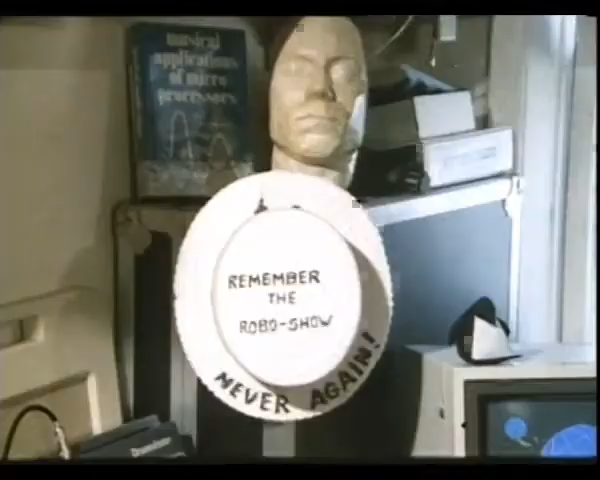 musical
applications
of micro
processors
REMEMBER
THE
ROBO-SHOW
NEVER AGAIN!